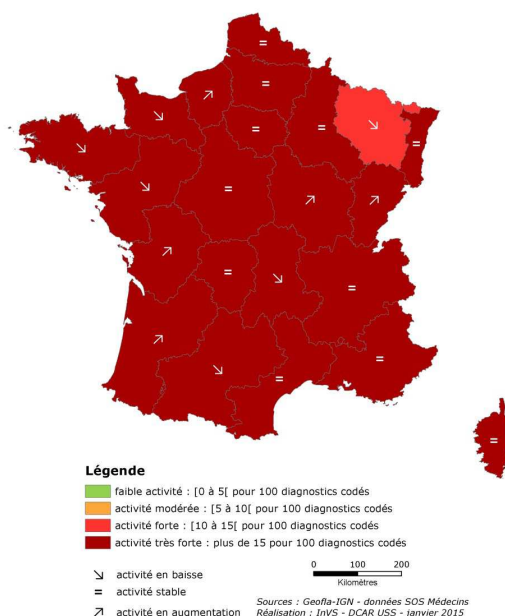 Légende
faible activité : [0 à 5[ pour 100 diagnostics codés
activité modérée : [5 à 10[ pour 100 diagnostics codés
activité forte : [10 à 15[ pour 100 diagnostics codés
activité très forte : plus de 15 pour 100 diagnostics codés
↘ activité en baisse
= activité stable
↗ activité en augmentation
0 100 200
Kilomètres
Sources : Geofla-IGN - données SOS Médecins
Réalisation : InVS - DCAR USS - janvier 2015